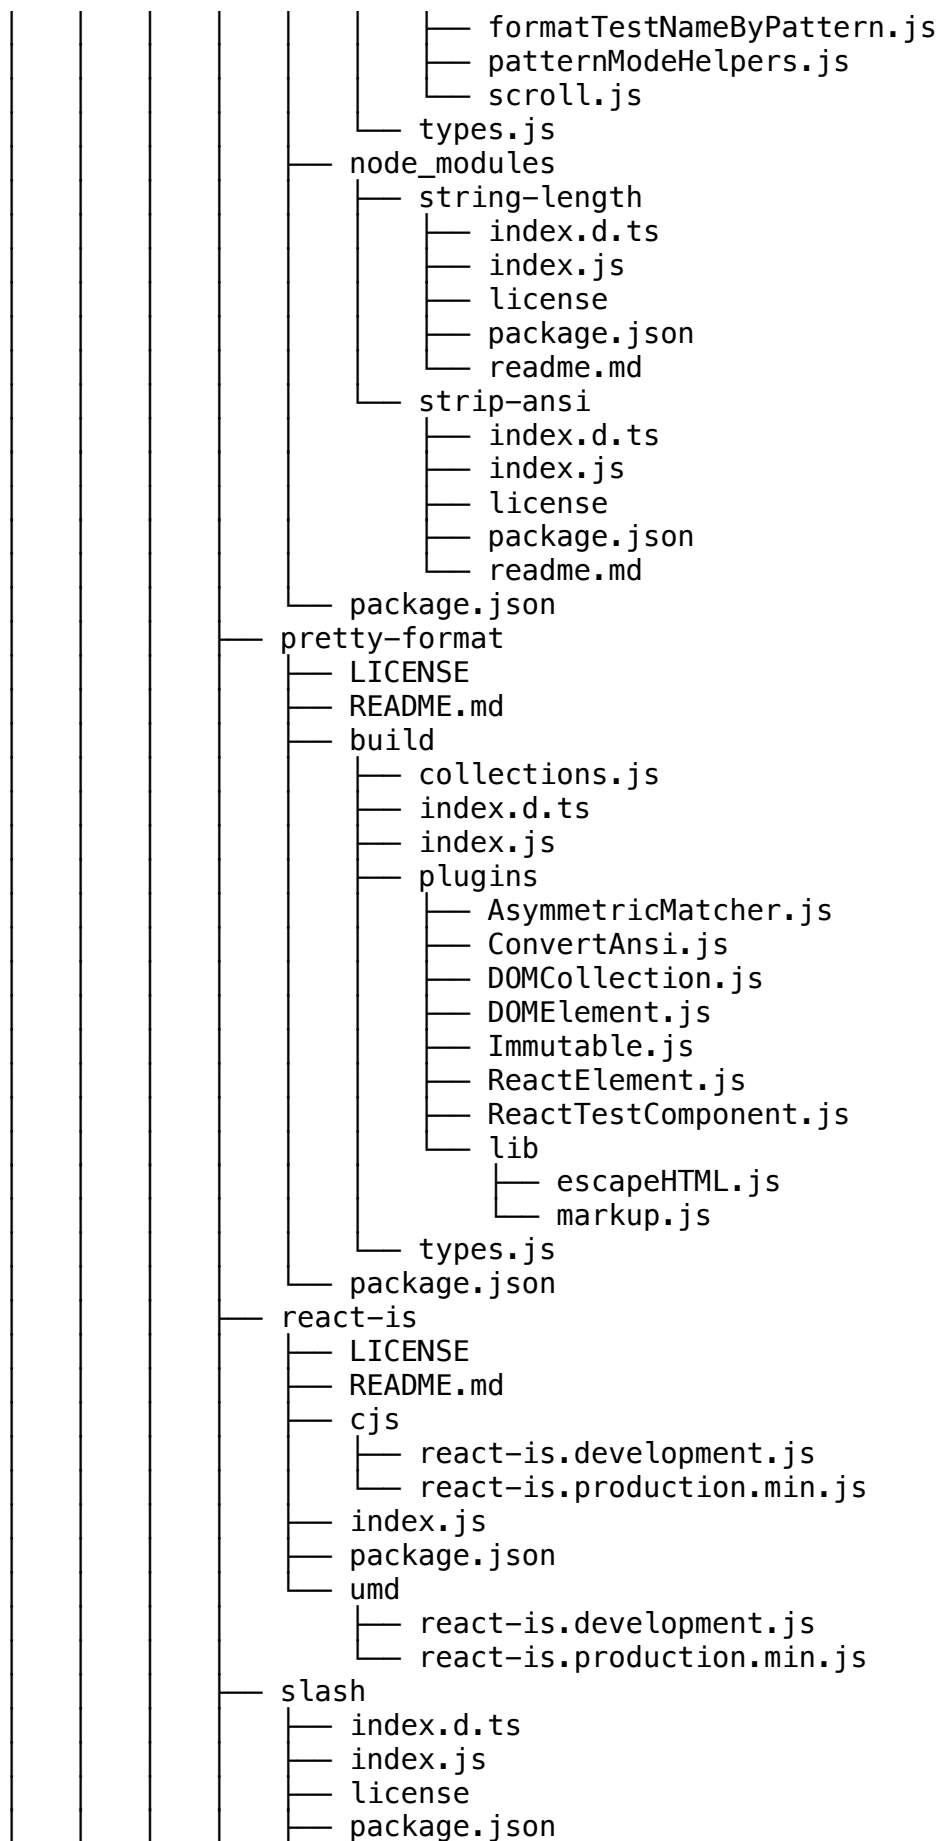 │   │   │   │   │   │   ├── formatTestNameByPattern.js
│   │   │   │   │   │   ├── patternModeHelpers.js
│   │   │   │   │   │   └── scroll.js
│   │   │   │   │   └── types.js
│   │   │   │   ├── node_modules
│   │   │   │   │   ├── string-length
│   │   │   │   │   │   ├── index.d.ts
│   │   │   │   │   │   ├── index.js
│   │   │   │   │   │   ├── license
│   │   │   │   │   │   ├── package.json
│   │   │   │   │   │   └── readme.md
│   │   │   │   │   └── strip-ansi
│   │   │   │   │       ├── index.d.ts
│   │   │   │   │       ├── index.js
│   │   │   │   │       ├── license
│   │   │   │   │       ├── package.json
│   │   │   │   │       └── readme.md
│   │   │   │   └── package.json
│   │   │   ├── pretty-format
│   │   │   │   ├── LICENSE
│   │   │   │   ├── README.md
│   │   │   │   ├── build
│   │   │   │   │   ├── collections.js
│   │   │   │   │   ├── index.d.ts
│   │   │   │   │   ├── index.js
│   │   │   │   │   ├── plugins
│   │   │   │   │   │   ├── AsymmetricMatcher.js
│   │   │   │   │   │   ├── ConvertAnsi.js
│   │   │   │   │   │   ├── DOMCollection.js
│   │   │   │   │   │   ├── DOMElement.js
│   │   │   │   │   │   ├── Immutable.js
│   │   │   │   │   │   ├── ReactElement.js
│   │   │   │   │   │   ├── ReactTestComponent.js
│   │   │   │   │   │   └── lib
│   │   │   │   │   │       ├── escapeHTML.js
│   │   │   │   │   │       └── markup.js
│   │   │   │   │   └── types.js
│   │   │   │   └── package.json
│   │   │   ├── react-is
│   │   │   │   ├── LICENSE
│   │   │   │   ├── README.md
│   │   │   │   ├── cjs
│   │   │   │   │   ├── react-is.development.js
│   │   │   │   │   └── react-is.production.min.js
│   │   │   │   ├── index.js
│   │   │   │   ├── package.json
│   │   │   │   └── umd
│   │   │   │       ├── react-is.development.js
│   │   │   │       └── react-is.production.min.js
│   │   │   ├── slash
│   │   │   │   ├── index.d.ts
│   │   │   │   ├── index.js
│   │   │   │   ├── license
│   │   │   │   ├── package.json